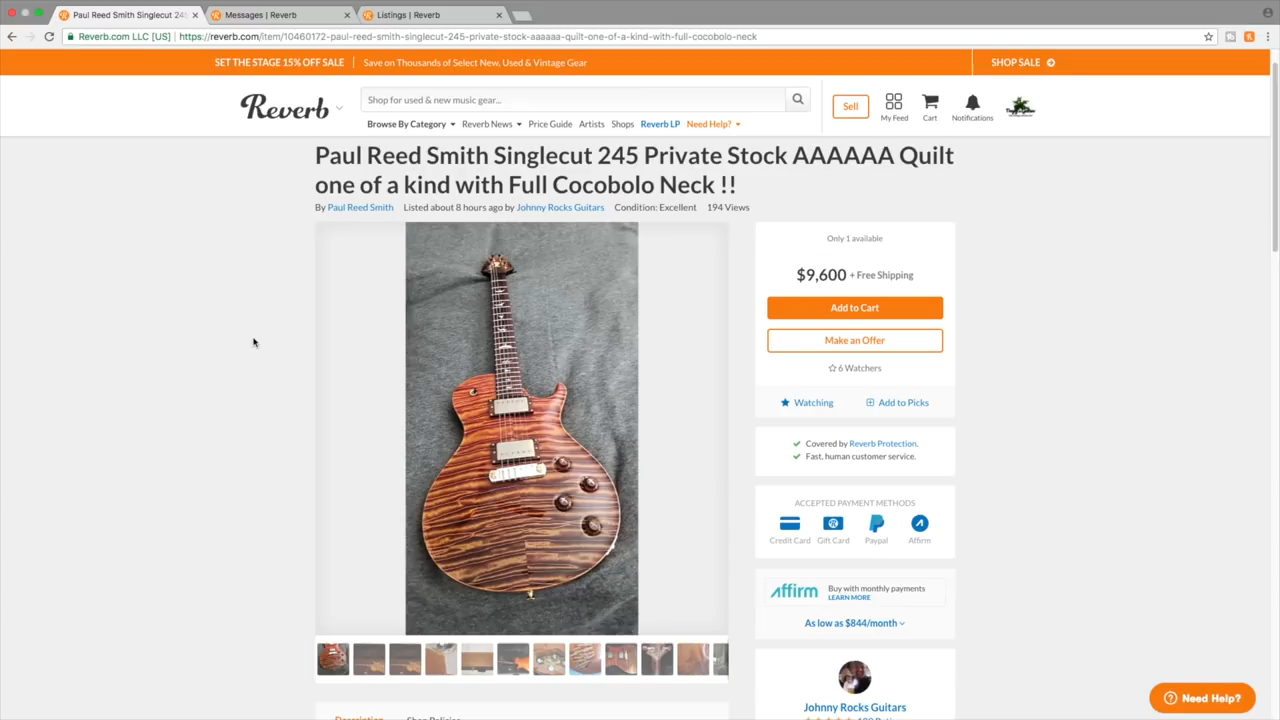 Paul Reed Smith Singlecut 245
Messages | Reverb
Listings | Reverb
Reverb.com LLC [US] | https://reverb.com/item/10460172-paul-reed-smith-singlecut-245-private-stock-aaaaaa-quilt-one-of-a-kind-with-full-cocobolo-neck
SET THE STAGE 15% OFF SALE | Save on Thousands of Select New, Used & Vintage Gear
SHOP SALE
Reverb
Shop for used & new music gear...
Sell
My Feed
Cart
Notifications
Browse By Category Reverb News Price Guide Artists Shops Reverb LP Need Help?
Paul Reed Smith Singlecut 245 Private Stock AAAAAA Quilt
one of a kind with Full Cocobolo Neck !!
By Paul Reed Smith Listed about 8 hours ago by Johnny Rocks Guitars Condition: Excellent 194 Views
Only 1 available
$9,600 + Free Shipping
Add to Cart
Make an Offer
6 Watchers
Watching Add to Picks
Covered by Reverb Protection.
Fast, human customer service.
ACCEPTED PAYMENT METHODS
Credit Card Gift Card Paypal Affirm
affirm
Buy with monthly payments
LEARN MORE
As low as $844/month
Johnny Rocks Guitars
Need Help?
Description Shop Policies